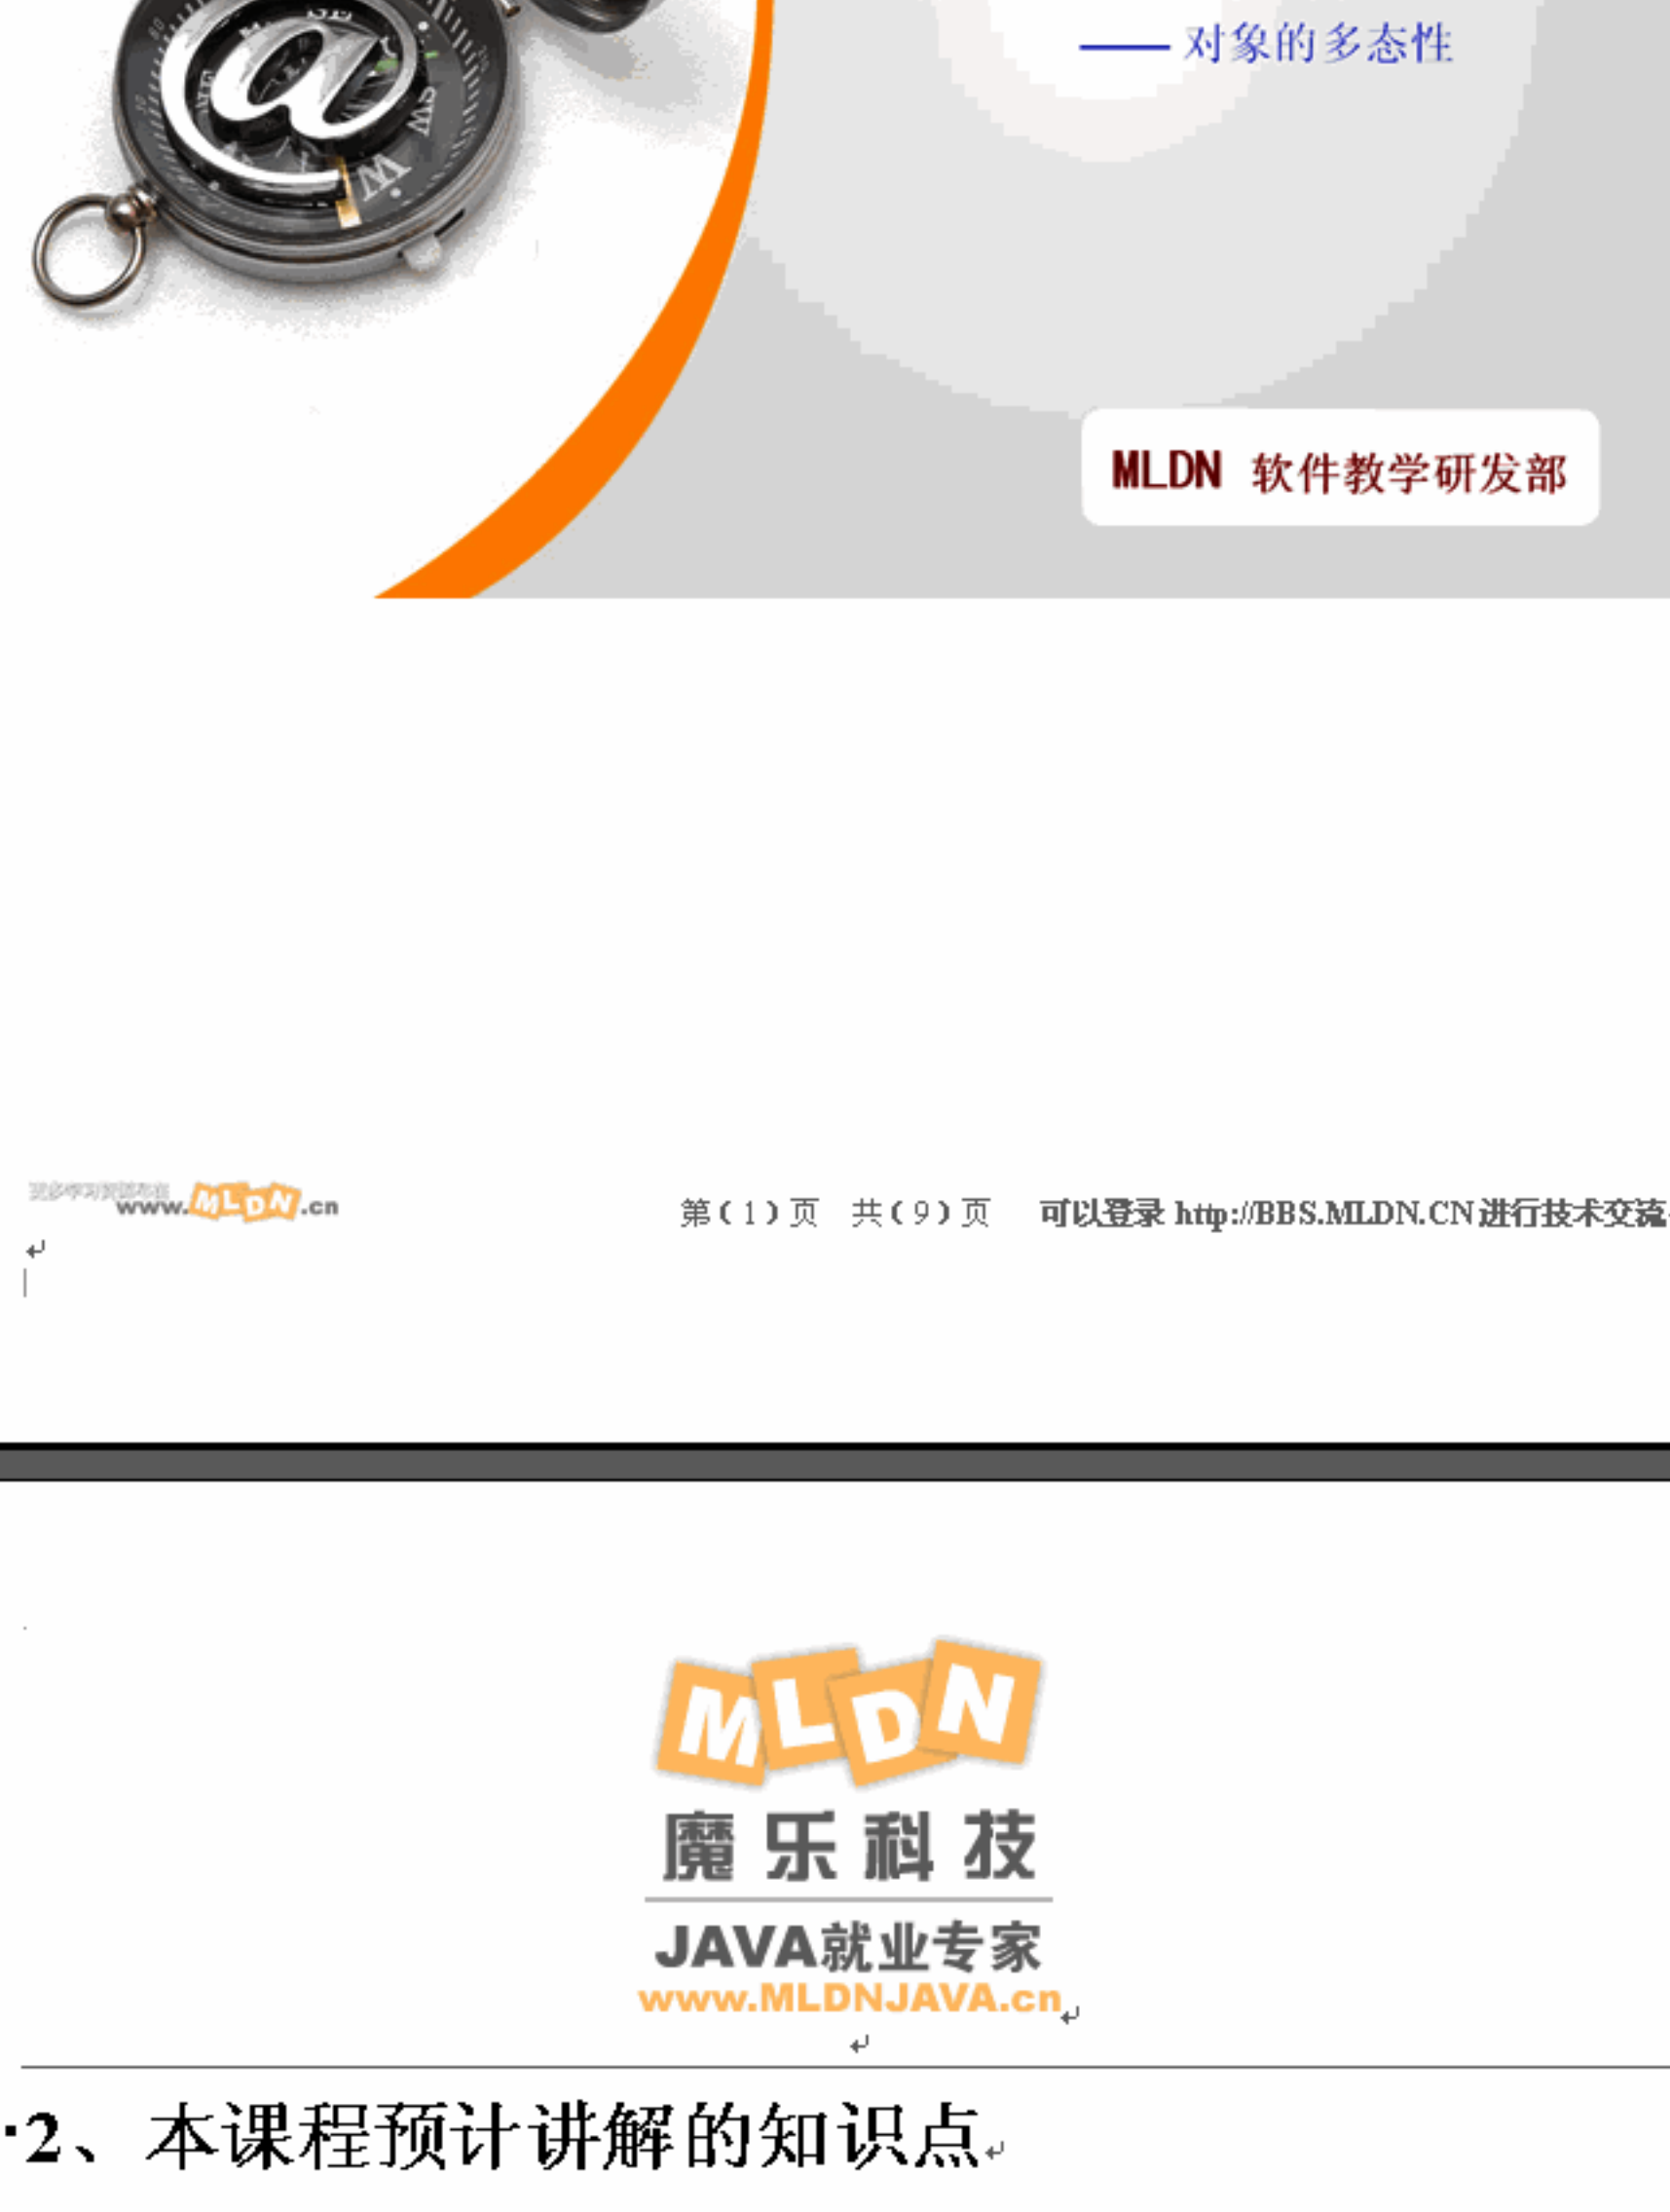 —— 对象的多态性
@
SW
W
MLDN 软件教学研发部
www.MLDN.cn
第（1）页 共（9）页 可以登录 http://BBS.MLDN.CN 进行技术交流
MLDN
魔乐科技
JAVA就业专家
www.MLDNJAVA.cn
2、本课程预计讲解的知识点